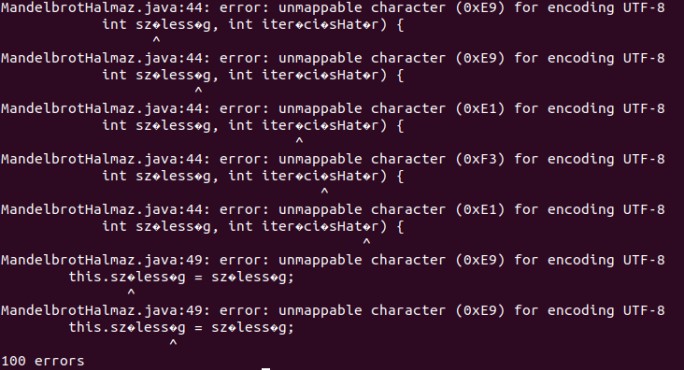 MandelbrotHalmaz.java:44: error: unmappable character (0xE9) for encoding UTF-8
int sz�less�g, int iter�ci�sHat�r) {
^
MandelbrotHalmaz.java:44: error: unmappable character (0xE9) for encoding UTF-8
int sz�less�g, int iter�ci�sHat�r) {
^
MandelbrotHalmaz.java:44: error: unmappable character (0xE1) for encoding UTF-8
int sz�less�g, int iter�ci�sHat�r) {
^
MandelbrotHalmaz.java:44: error: unmappable character (0xF3) for encoding UTF-8
int sz�less�g, int iter�ci�sHat�r) {
^
MandelbrotHalmaz.java:44: error: unmappable character (0xE1) for encoding UTF-8
int sz�less�g, int iter�ci�sHat�r) {
^
MandelbrotHalmaz.java:49: error: unmappable character (0xE9) for encoding UTF-8
this.sz�less�g = sz�less�g;
^
MandelbrotHalmaz.java:49: error: unmappable character (0xE9) for encoding UTF-8
this.sz�less�g = sz�less�g;
^
100 errors